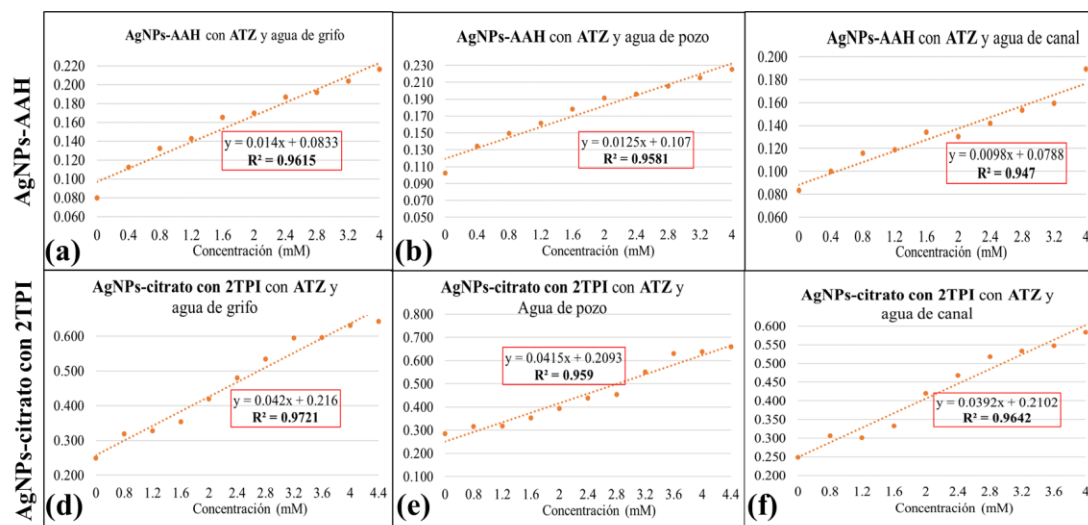 AgNPs-AAH
AgNPs-AAH con ATZ y agua de grifo
0.220
0.200
0.180
0.160
0.140
0.120
0.100
0.080
0.060
y = 0.014x + 0.0833
R² = 0.9615
0 0.4 0.8 1.2 1.6 2 2.4 2.8 3.2 3.6 4
(a)
Concentración (mM)
AgNPs-AAH con ATZ y agua de pozo
0.230
0.210
0.190
0.170
0.150
0.130
0.110
0.090
0.070
0.050
y = 0.0125x + 0.107
R² = 0.9581
0 0.4 0.8 1.2 1.6 2 2.4 2.8 3.2 4
(b)
Concentración (mM)
AgNPs-AAH con ATZ y agua de canal
0.200
0.180
0.160
0.140
0.120
0.100
0.080
0.060
y = 0.0098x + 0.0788
R² = 0.947
0 0.4 0.8 1.2 1.6 2 2.4 2.8 3.2 4
Concentración (mM)
AgNPs-citrato con 2TPI
AgNPs-citrato con 2TPI con ATZ y
agua de grifo
0.600
0.500
0.400
0.300
0.200
y = 0.042x + 0.216
R² = 0.9721
0 0.8 1.2 1.6 2 2.4 2.8 3.2 3.6 4 4.4
(d)
Concentración (mM)
AgNPs-citrato con 2TPI con ATZ y
Agua de pozo
0.800
0.700
0.600
0.500
0.400
0.300
0.200
0.100
y = 0.0415x + 0.2093
R² = 0.959
0 0.8 1.2 1.6 2 2.4 2.8 3.2 3.6 4 4.4
(e)
Concentración (mM)
AgNPs-citrato con 2TPI con ATZ y
agua de canal
0.600
0.550
0.500
0.450
0.400
0.350
0.300
0.250
0.200
y = 0.0392x + 0.2102
R² = 0.9642
0 0.8 1.2 1.6 2 2.4 2.8 3.2 3.6 4
(f)
Concentración (mM)